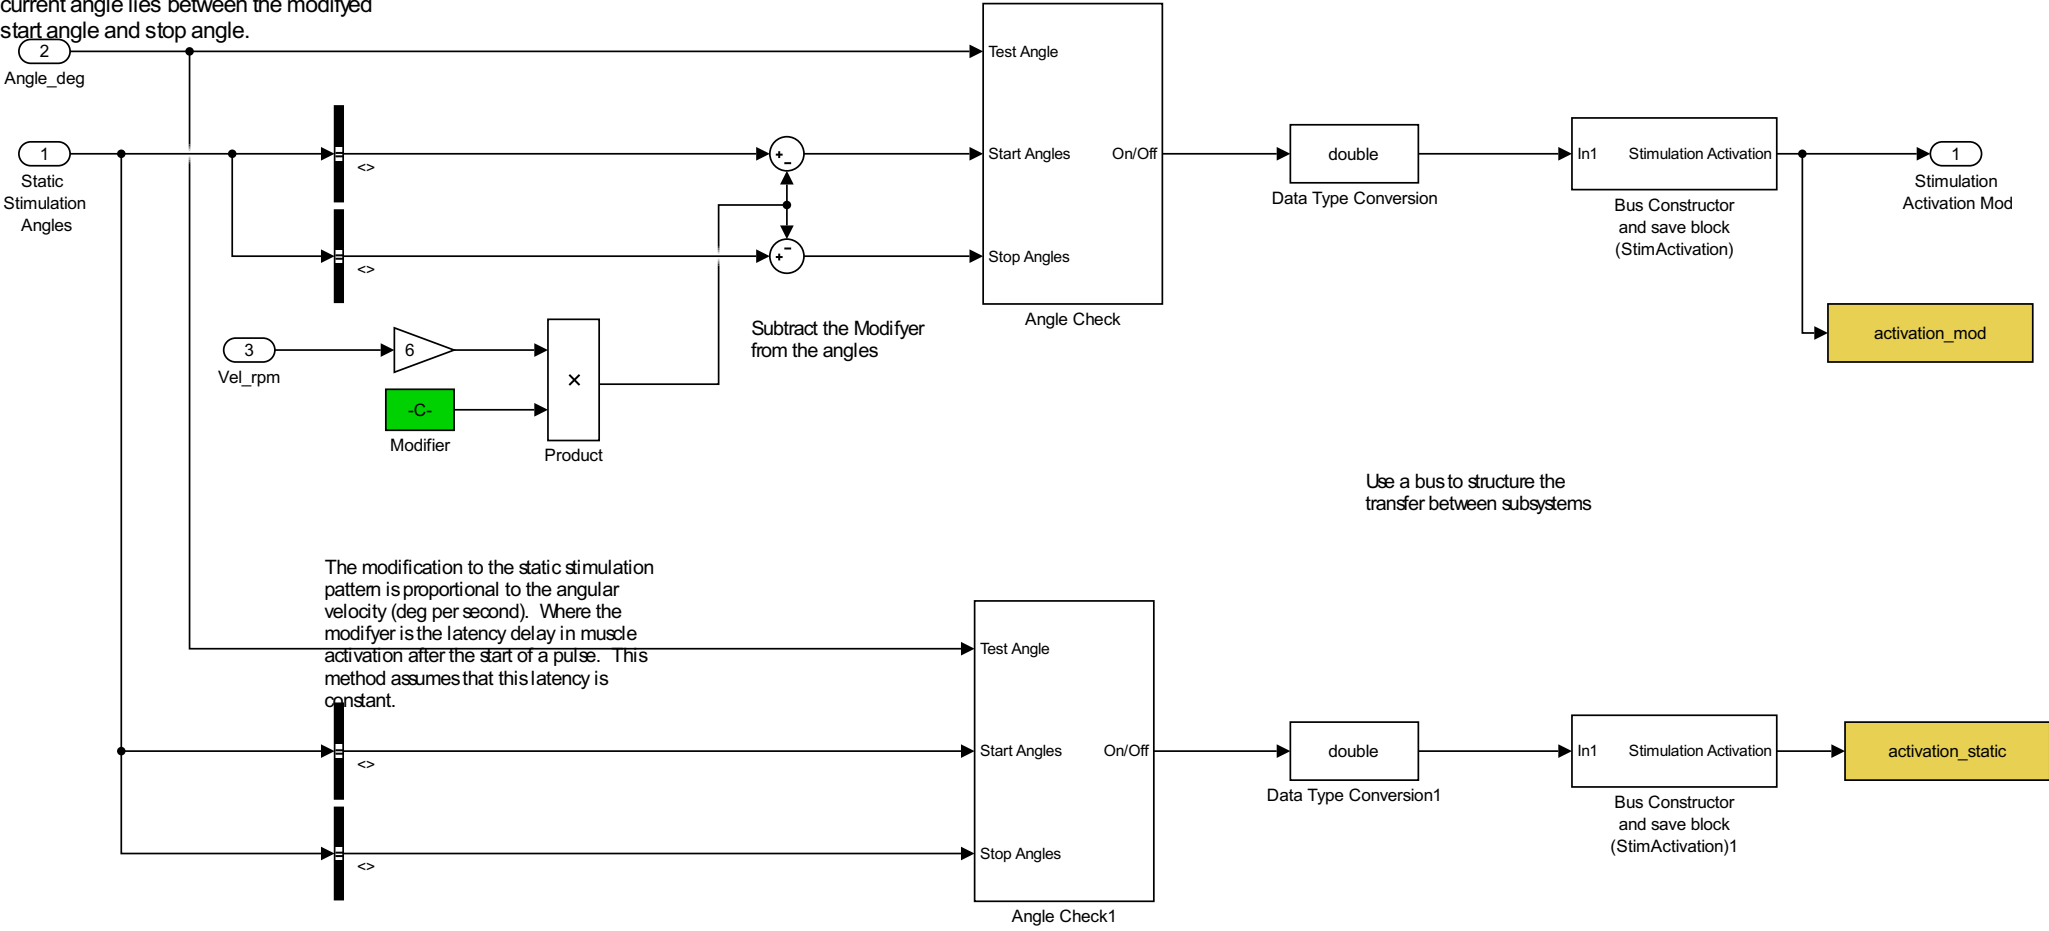 current angle lies between the modifyed
start angle and stop angle.
2
Angle_deg
1
Static
Stimulation
Angles
<>
<>
+
-
-
+
Test Angle
Start Angles
On/Off
Stop Angles
Angle Check
double
Data Type Conversion
In1
Stimulation Activation
Bus Constructor
and save block
(StimActivation)
1
Stimulation
Activation Mod
activation_mod
3
Vel_rpm
6
-C-
Modifier
×
Product
Subtract the Modifyer
from the angles
Use a bus to structure the
transfer between subsystems
The modification to the static stimulation
pattern is proportional to the angular
velocity (deg per second).  Where the
modifyer is the latency delay in muscle
activation after the start of a pulse.  This
method assumes that this latency is
constant.
<>
<>
Test Angle
Start Angles
On/Off
Stop Angles
Angle Check1
double
Data Type Conversion1
In1
Stimulation Activation
Bus Constructor
and save block
(StimActivation)1
activation_static